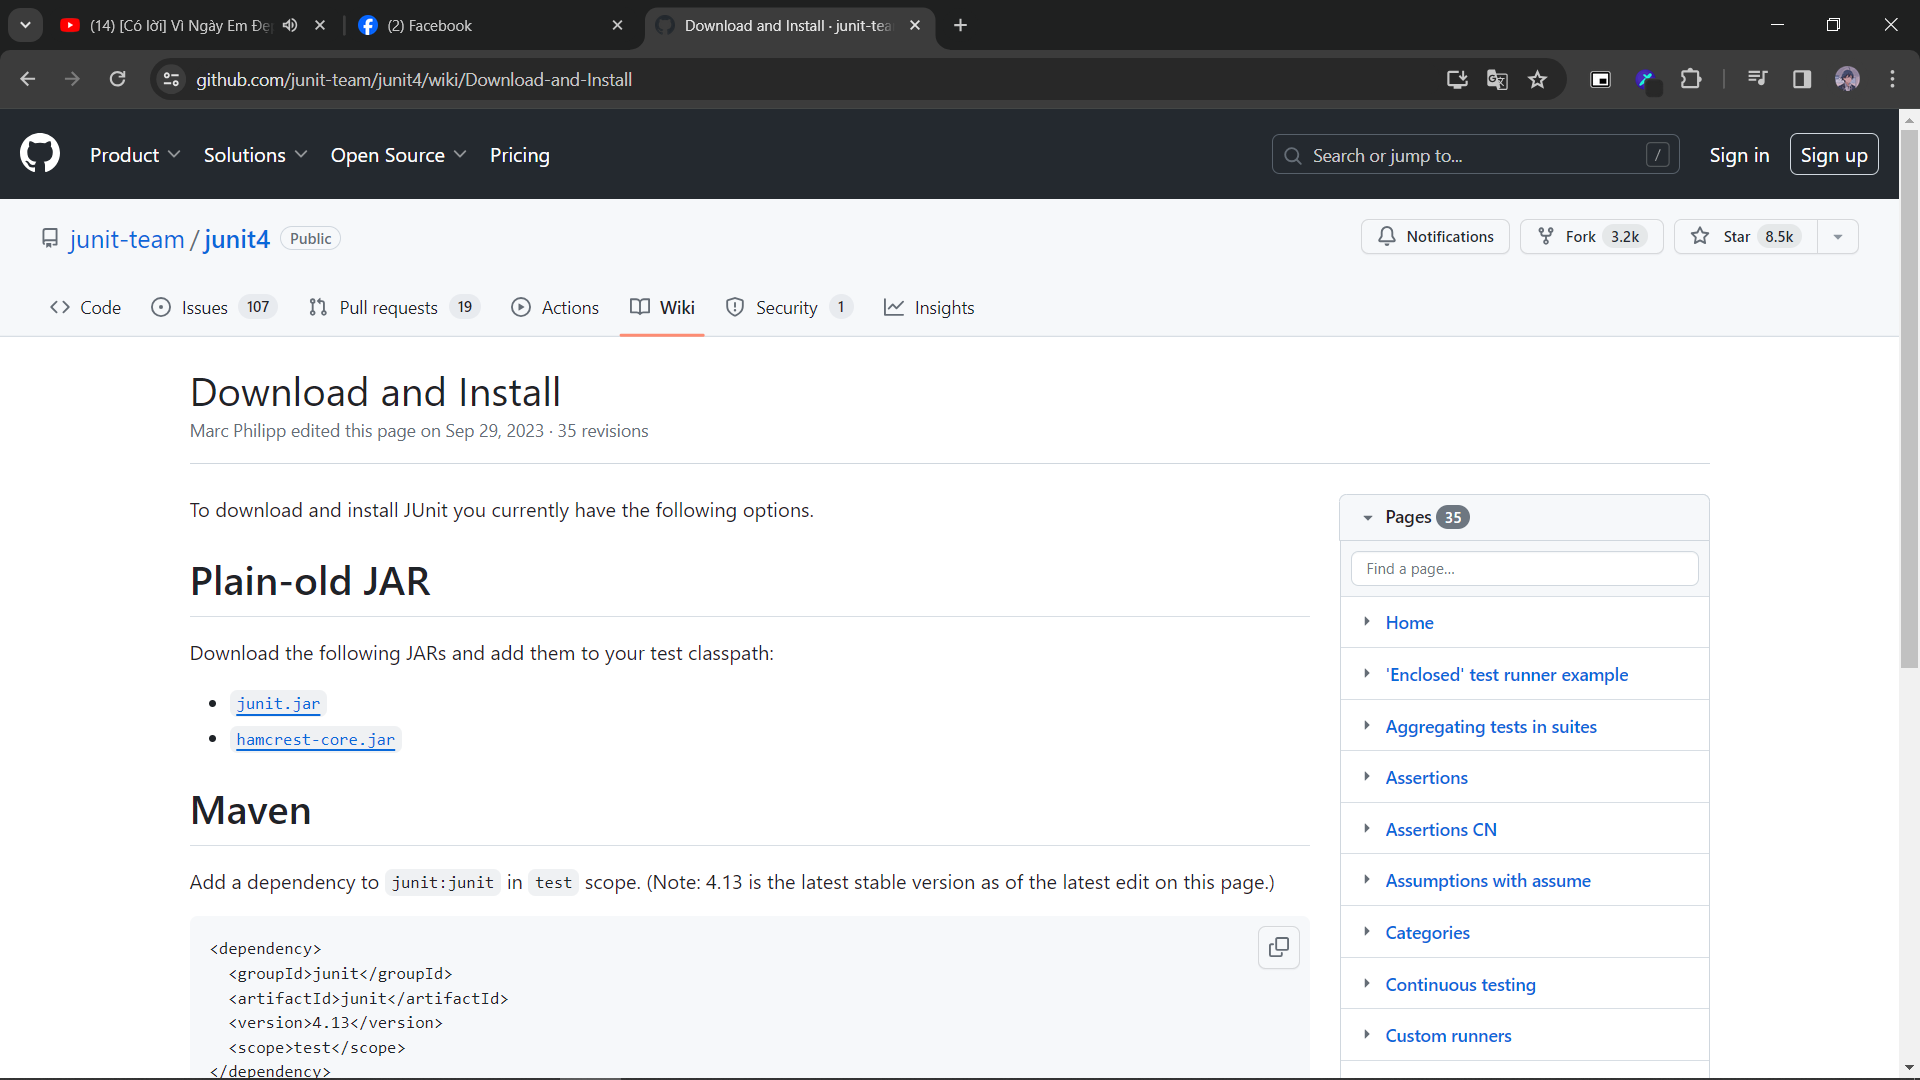 (14) [Có lời] Vì Ngày Em Đẹp
(2) Facebook
Download and Install · junit-tea
github.com/junit-team/junit4/wiki/Download-and-Install
Product
Solutions
Open Source
Pricing
Search or jump to...
/
Sign in
Sign up
junit-team / junit4
Public
Notifications
Fork 3.2k
Star 8.5k
Code
Issues 107
Pull requests 19
Actions
Wiki
Security 1
Insights
Download and Install
Marc Philipp edited this page on Sep 29, 2023 · 35 revisions
To download and install JUnit you currently have the following options.
Plain-old JAR
Download the following JARs and add them to your test classpath:
junit.jar
hamcrest-core.jar
Maven
Add a dependency to junit:junit in test scope. (Note: 4.13 is the latest stable version as of the latest edit on this page.)
<dependency>
<groupId>junit</groupId>
<artifactId>junit</artifactId>
<version>4.13</version>
<scope>test</scope>
</dependency>
Pages 35
Find a page...
Home
'Enclosed' test runner example
Aggregating tests in suites
Assertions
Assertions CN
Assumptions with assume
Categories
Continuous testing
Custom runners